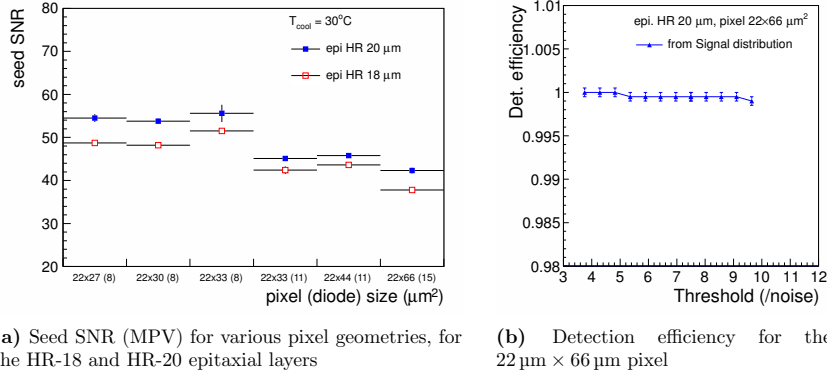 80
70
60
50
40
30
20
seed SNR
T_cool = 30°C
epi HR 20 μm
epi HR 18 μm
22x27 (8) 22x30 (8) 22x33 (8) 22x33 (11) 22x44 (11) 22x66 (15)
pixel (diode) size (μm²)
1.01
1.005
1
0.995
0.99
0.985
0.98
Det. efficiency
epi. HR 20 μm, pixel 22×66 μm²
from Signal distribution
3 4 5 6 7 8 9 10 11 12
Threshold (/noise)
a) Seed SNR (MPV) for various pixel geometries, for
he HR-18 and HR-20 epitaxial layers
(b) Detection efficiency for the
22 μm × 66 μm pixel